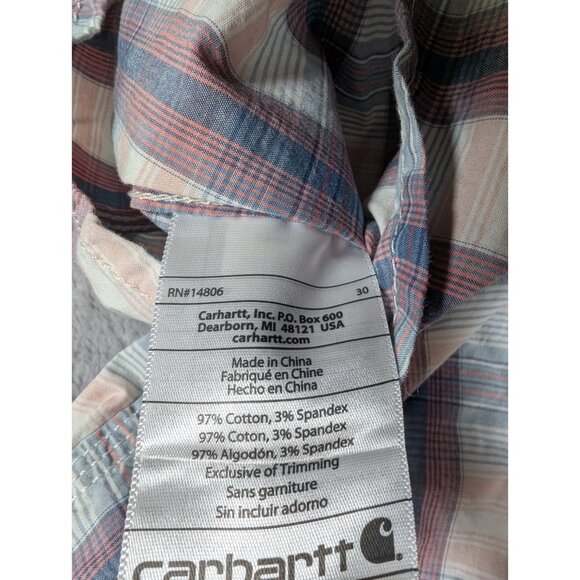 RN#14806 30
Carhartt, Inc. P.O. Box 600
Dearborn, MI 48121 USA
carhartt.com
Made in China
Fabriqué en Chine
Hecho en China
97% Cotton, 3% Spandex
97% Coton, 3% Spandex
97% Algodón, 3% Spandex
Exclusive of Trimming
Sans garniture
Sin incluir adorno
carhartt